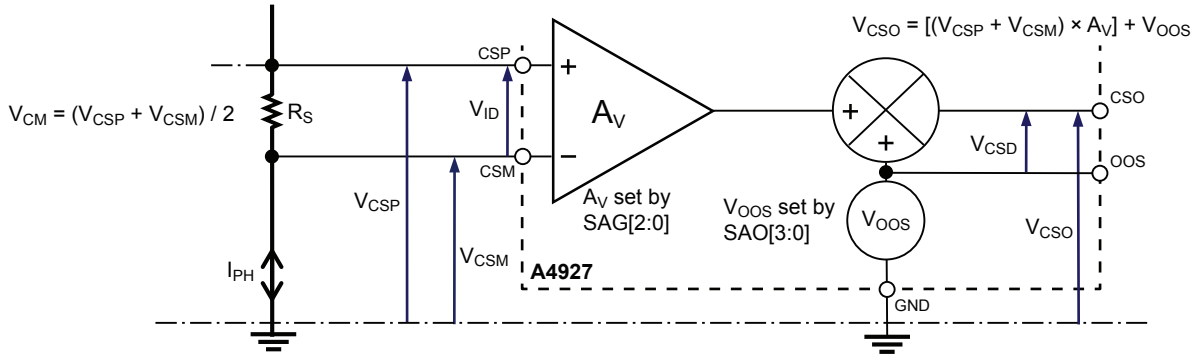 V_CSO = [(V_CSP + V_CSM) × A_V] + V_OOS
CSP
CSO
+
V_CM = (V_CSP + V_CSM) / 2
R_S
V_ID
A_V
+
+
V_CSD
–
CSM
OOS
V_CSP
A_V set by
SAG[2:0]
V_OOS set by
SAO[3:0]
V_OOS
V_CSO
V_CSM
I_PH
A4927
GND